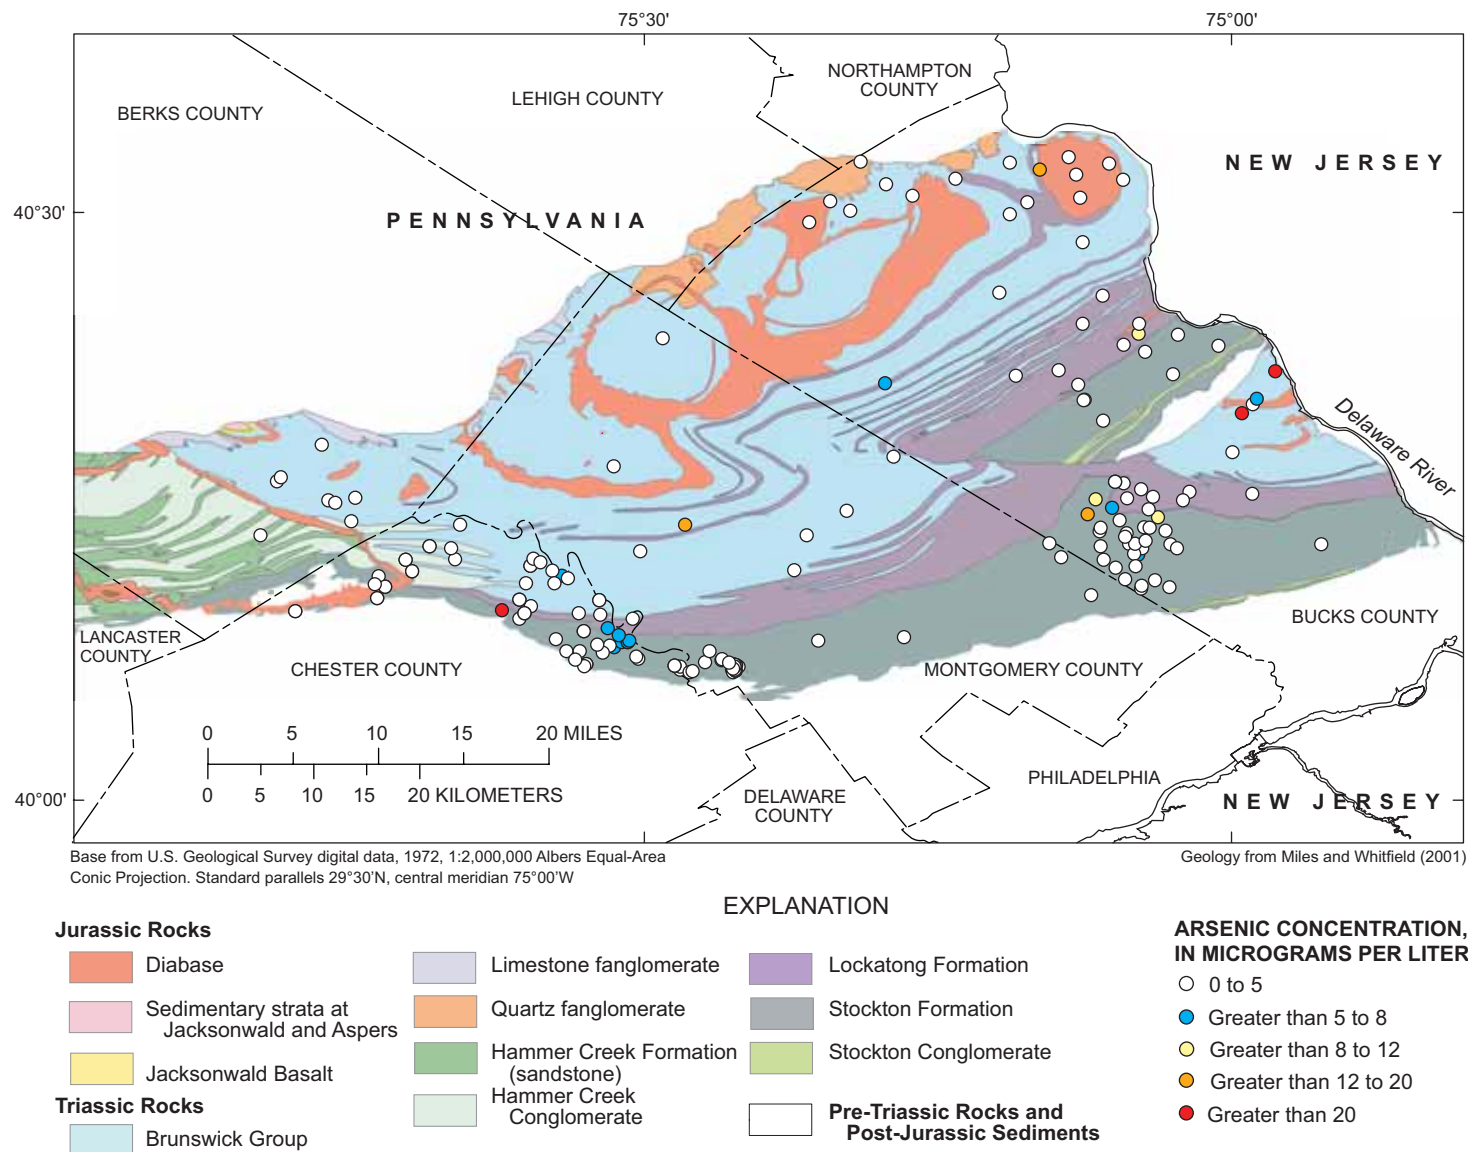 75°30'
75°00'
NORTHAMPTON
COUNTY
LEHIGH COUNTY
BERKS COUNTY
NEW JERSEY
40°30'
PENNSYLVANIA
Delaware River
BUCKS COUNTY
LANCASTER
COUNTY
CHESTER COUNTY
MONTGOMERY COUNTY
0 5 10 15 20 MILES
0 5 10 15 20 KILOMETERS
PHILADELPHIA
DELAWARE
COUNTY
40°00'
NEW JERSEY
Base from U.S. Geological Survey digital data, 1972, 1:2,000,000 Albers Equal-Area
Conic Projection. Standard parallels 29°30'N, central meridian 75°00'W
Geology from Miles and Whitfield (2001)
EXPLANATION
Jurassic Rocks
Diabase
Sedimentary strata at
Jacksonwald and Aspers
Jacksonwald Basalt
Triassic Rocks
Brunswick Group
Limestone fanglomerate
Quartz fanglomerate
Hammer Creek Formation
(sandstone)
Hammer Creek
Conglomerate
Lockatong Formation
Stockton Formation
Stockton Conglomerate
Pre-Triassic Rocks and
Post-Jurassic Sediments
ARSENIC CONCENTRATION,
IN MICROGRAMS PER LITER
0 to 5
Greater than 5 to 8
Greater than 8 to 12
Greater than 12 to 20
Greater than 20